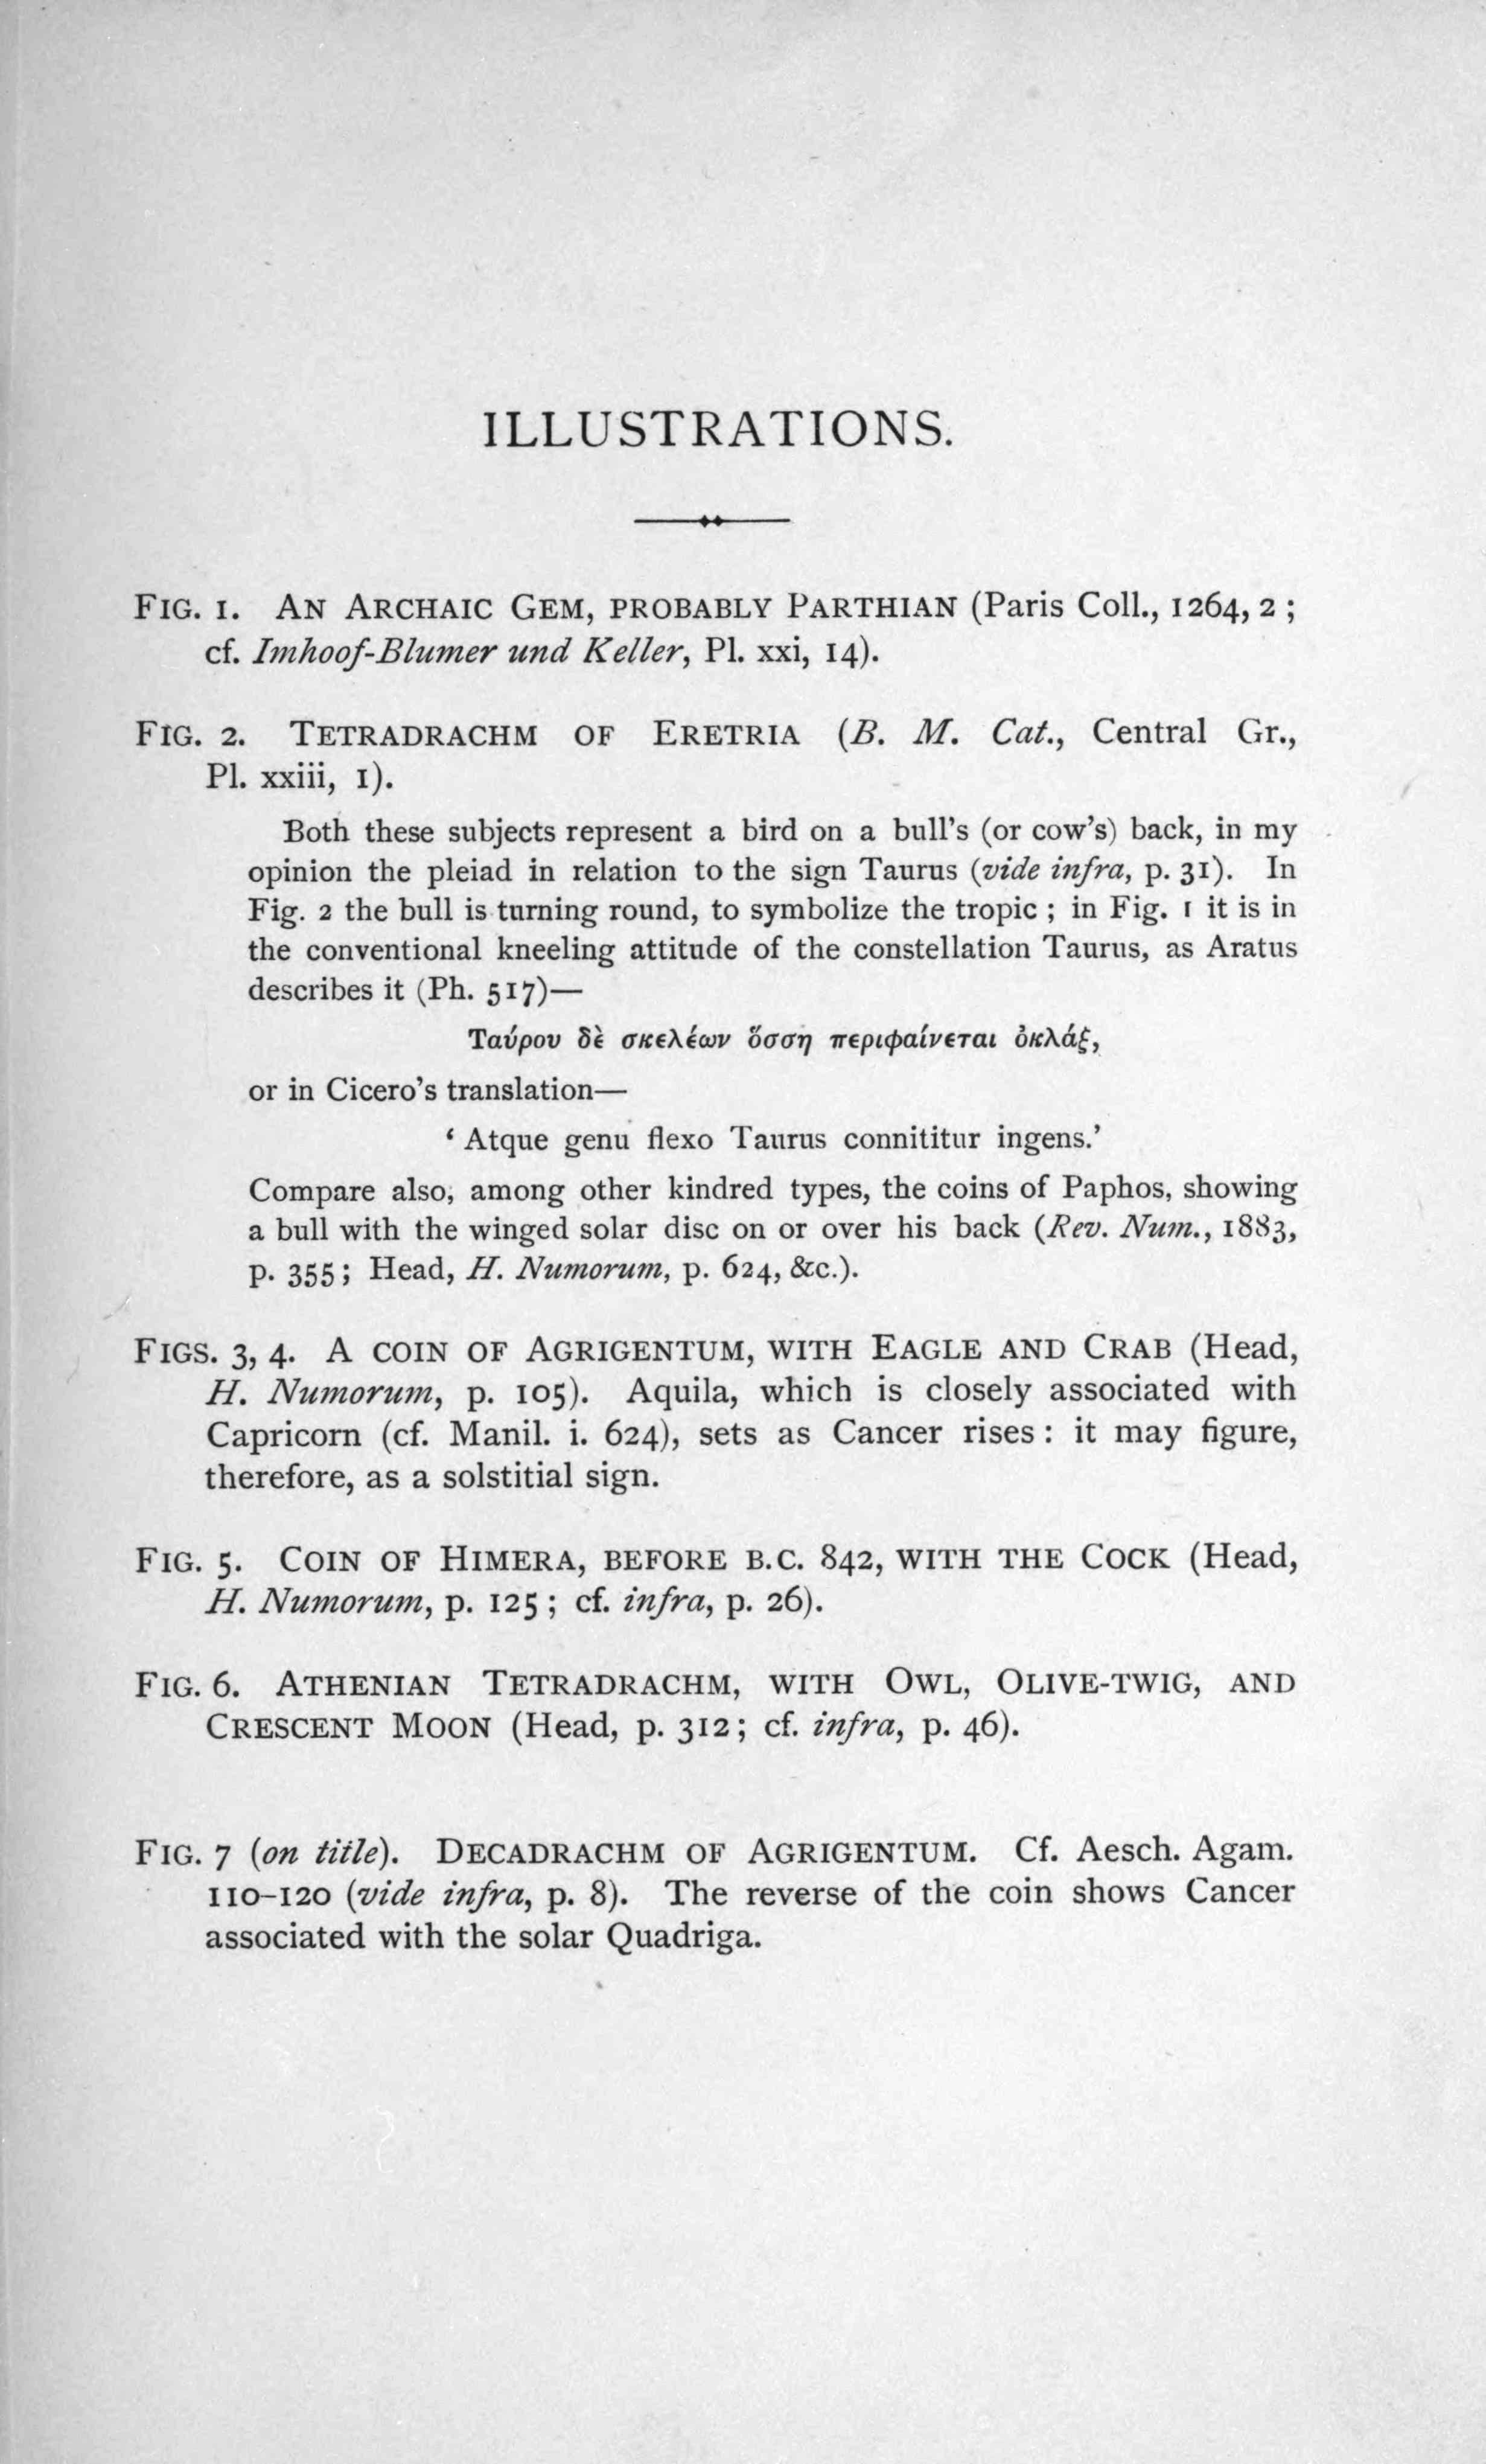 ILLUSTRATIONS.
FIG. 1. AN ARCHAIC GEM, PROBABLY PARTHIAN (Paris Coll., 1264, 2 ;
cf. Imhoof-Blumer und Keller, Pl. xxi, 14).
FIG. 2. TETRADRACHM OF ERETRIA (B. M. Cat., Central Gr.,
Pl. xxiii, 1).
Both these subjects represent a bird on a bull's (or cow's) back, in my
opinion the pleiad in relation to the sign Taurus (vide infra, p. 31). In
Fig. 2 the bull is turning round, to symbolize the tropic ; in Fig. 1 it is in
the conventional kneeling attitude of the constellation Taurus, as Aratus
describes it (Ph. 517)—
Ταύρου δὲ σκελέων ὅσση περιφαίνεται ὀκλάξ,
or in Cicero's translation—
‘ Atque genu flexo Taurus connititur ingens.’
Compare also, among other kindred types, the coins of Paphos, showing
a bull with the winged solar disc on or over his back (Rev. Num., 1883,
p. 355 ; Head, H. Numorum, p. 624, &c.).
FIGS. 3, 4. A COIN OF AGRIGENTUM, WITH EAGLE AND CRAB (Head,
H. Numorum, p. 105). Aquila, which is closely associated with
Capricorn (cf. Manil. i. 624), sets as Cancer rises : it may figure,
therefore, as a solstitial sign.
FIG. 5. COIN OF HIMERA, BEFORE B.C. 842, WITH THE COCK (Head,
H. Numorum, p. 125 ; cf. infra, p. 26).
FIG. 6. ATHENIAN TETRADRACHM, WITH OWL, OLIVE-TWIG, AND
CRESCENT MOON (Head, p. 312 ; cf. infra, p. 46).
FIG. 7 (on title). DECADRACHM OF AGRIGENTUM. Cf. Aesch. Agam.
110–120 (vide infra, p. 8). The reverse of the coin shows Cancer
associated with the solar Quadriga.